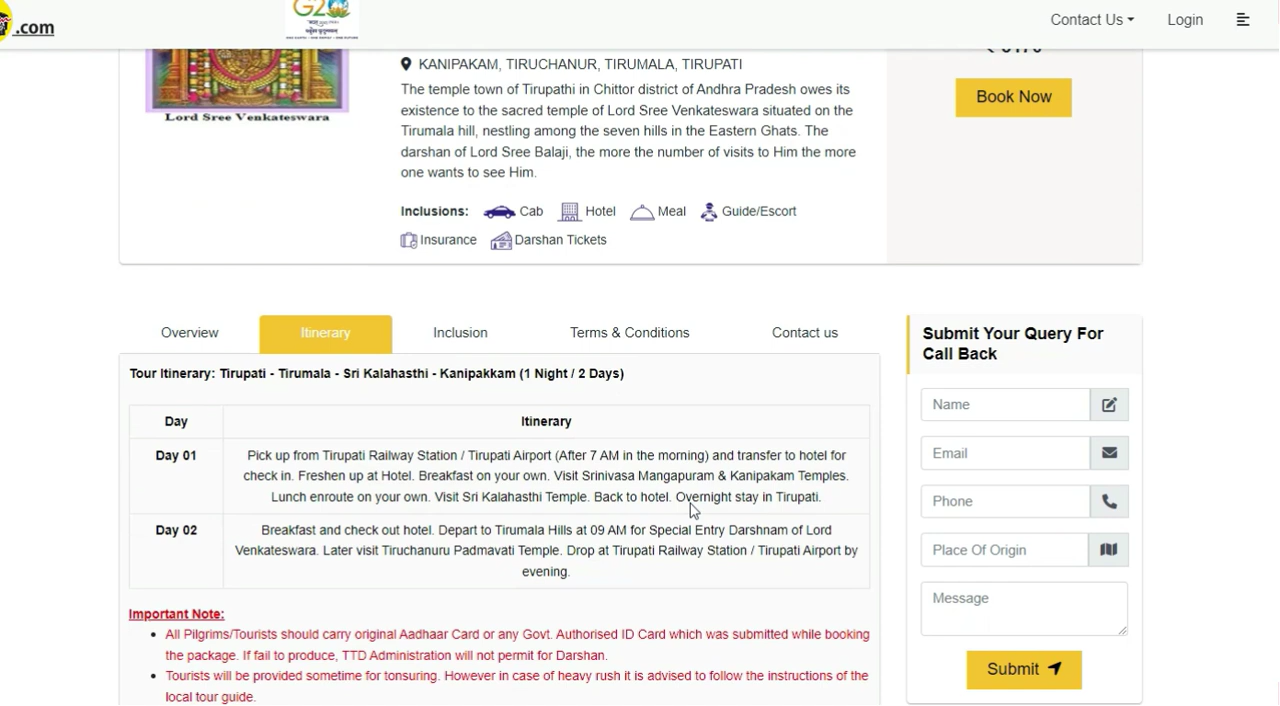 .com
G20
Contact Us
Login
KANIPAKAM, TIRUCHANUR, TIRUMALA, TIRUPATI
The temple town of Tirupathi in Chittor district of Andhra Pradesh owes its
existence to the sacred temple of Lord Sree Venkateswara situated on the
Tirumala hill, nestling among the seven hills in the Eastern Ghats. The
darshan of Lord Sree Balaji, the more the number of visits to Him the more
one wants to see Him.
Lord Sree Venkateswara
Inclusions: Cab Hotel Meal Guide/Escort
Insurance Darshan Tickets
Book Now
Overview Itinerary Inclusion Terms & Conditions Contact us
Tour Itinerary: Tirupati - Tirumala - Sri Kalahasthi - Kanipakkam (1 Night / 2 Days)
Day Itinerary
Day 01 Pick up from Tirupati Railway Station / Tirupati Airport (After 7 AM in the morning) and transfer to hotel for
check in. Freshen up at Hotel. Breakfast on your own. Visit Srinivasa Mangapuram & Kanipakam Temples.
Lunch enroute on your own. Visit Sri Kalahasthi Temple. Back to hotel. Overnight stay in Tirupati.
Day 02 Breakfast and check out hotel. Depart to Tirumala Hills at 09 AM for Special Entry Darshnam of Lord
Venkateswara. Later visit Tiruchanuru Padmavati Temple. Drop at Tirupati Railway Station / Tirupati Airport by
evening.
Important Note:
All Pilgrims/Tourists should carry original Aadhaar Card or any Govt. Authorised ID Card which was submitted while booking
the package. If fail to produce, TTD Administration will not permit for Darshan.
Tourists will be provided sometime for tonsuring. However in case of heavy rush it is advised to follow the instructions of the
local tour guide.
Submit Your Query For
Call Back
Name
Email
Phone
Place Of Origin
Message
Submit